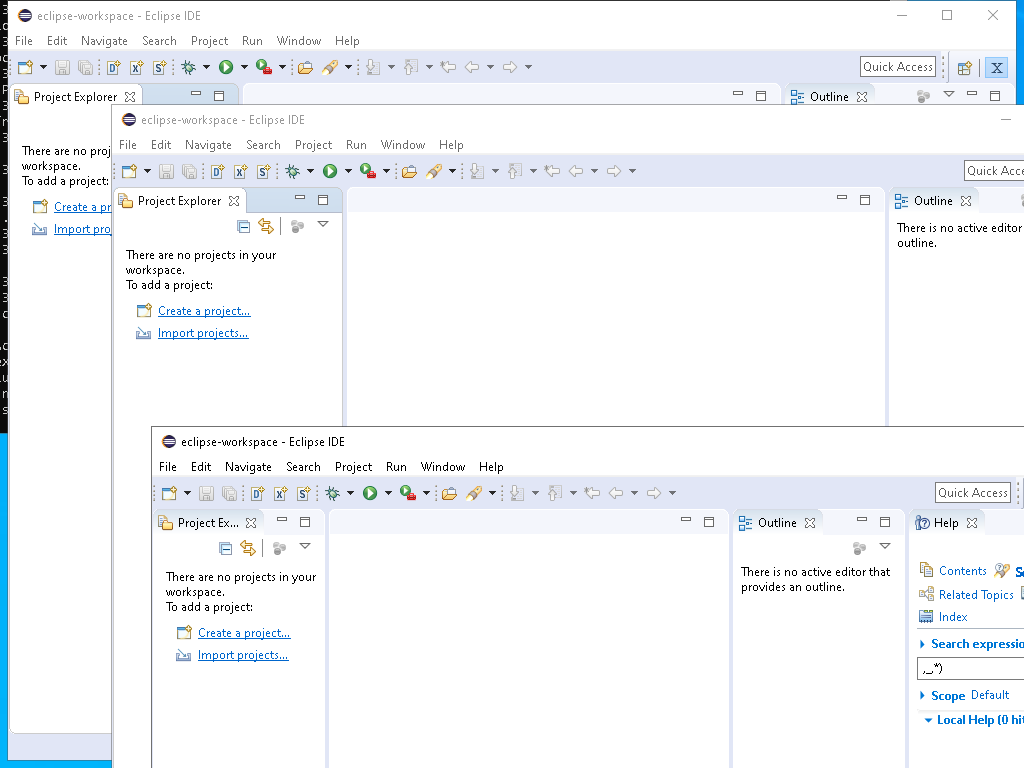 eclipse-workspace - Eclipse IDE
File Edit Navigate Search Project Run Window Help
Quick Access
Project Explorer
Outline
There are no proj
workspace.
To add a project:
Create a pr
Import pro
eclipse-workspace - Eclipse IDE
File Edit Navigate Search Project Run Window Help
Quick Acce
Project Explorer
Outline
There are no projects in your
workspace.
To add a project:
Create a project...
Import projects...
There is no active editor
outline.
eclipse-workspace - Eclipse IDE
File Edit Navigate Search Project Run Window Help
Quick Access
Project Ex...
Outline
Help
There are no projects in your
workspace.
To add a project:
Create a project...
Import projects...
There is no active editor that
provides an outline.
Contents
Related Topics
Index
Search expressio
,_*)
Scope Default
Local Help (0 hit